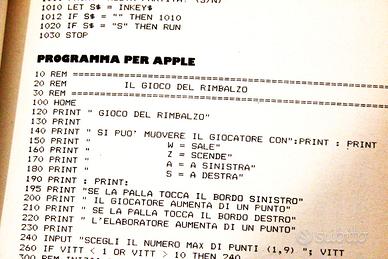 1010 LET S$ = INKEY$
1012 IF S$ = "" THEN 1010
1020 IF S$ = "S" THEN RUN
1030 STOP
PROGRAMMA PER APPLE
10 REM ================================
20 REM IL GIOCO DEL RIMBALZO
30 REM ================================
100 HOME
120 PRINT " GIOCO DEL RIMBALZO"
130 PRINT
140 PRINT " SI PUO' MUOVERE IL GIOCATORE CON":PRINT : PRINT
150 PRINT " W = SALE"
160 PRINT " Z = SCENDE"
170 PRINT " A = A SINISTRA"
180 PRINT " S = A DESTRA"
190 PRINT : PRINT:
195 PRINT "SE LA PALLA TOCCA IL BORDO SINISTRO"
200 PRINT " IL GIOCATORE AUMENTA DI UN PUNTO"
210 PRINT " SE LA PALLA TOCCA IL BORDO DESTRO"
220 PRINT " L'ELABORATORE AUMENTA DI UN PUNTO"
230 PRINT
240 INPUT "SCEGLI IL NUMERO MAX DI PUNTI (1,9) "; VITT
260 IF VITT < 1 OR VITT > 10 THEN 240
subito